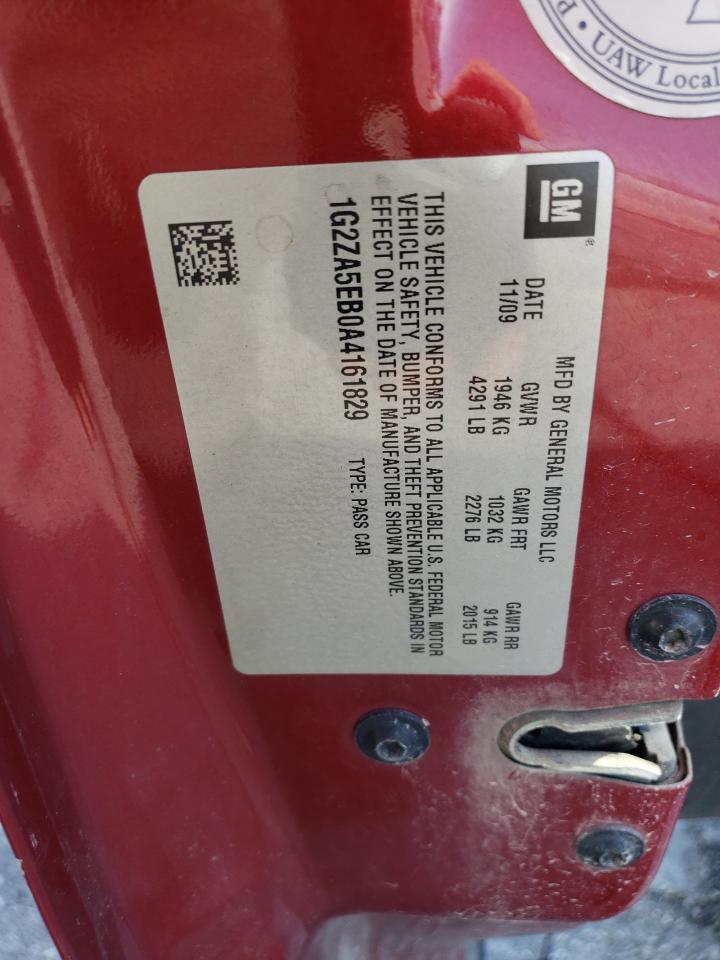 P • UAW Local
GM
®
MFD BY GENERAL MOTORS LLC
DATE GVWR GAWR FRT GAWR RR
11/09 1946 KG 1032 KG 914 KG
4291 LB 2276 LB 2015 LB
THIS VEHICLE CONFORMS TO ALL APPLICABLE U.S. FEDERAL MOTOR
VEHICLE SAFETY, BUMPER, AND THEFT PREVENTION STANDARDS IN
EFFECT ON THE DATE OF MANUFACTURE SHOWN ABOVE.
1G2ZA5EB0A4161829 TYPE: PASS CAR